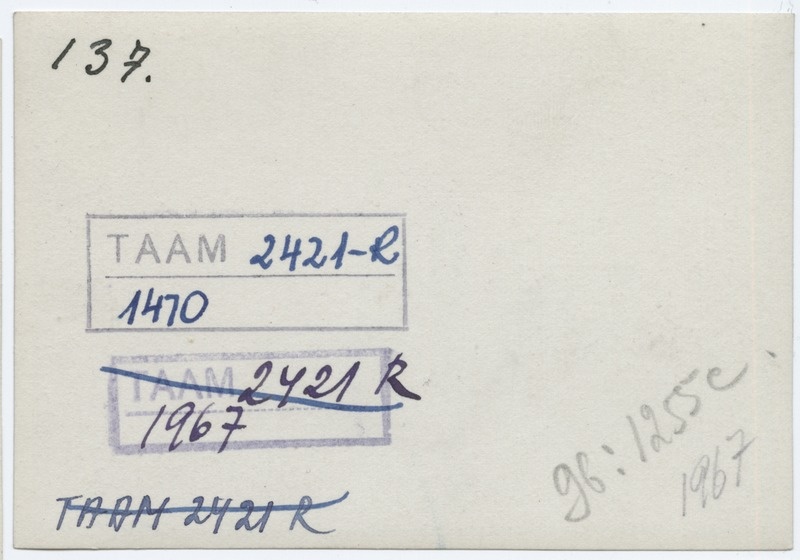 137.
TAAM 2421-R
1470
TAAM 2421 R
1967
TAAM 2421 R
96: 1255c
1967